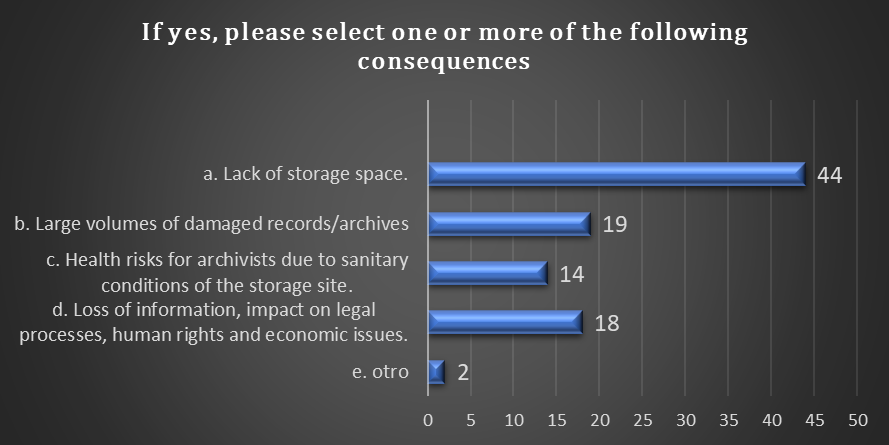 If yes, please select one or more of the following
consequences
a. Lack of storage space.
44
b. Large volumes of damaged records/archives
19
c. Health risks for archivists due to sanitary
conditions of the storage site.
14
d. Loss of information, impact on legal
processes, human rights and economic issues.
18
e. otro
2
0 5 10 15 20 25 30 35 40 45 50